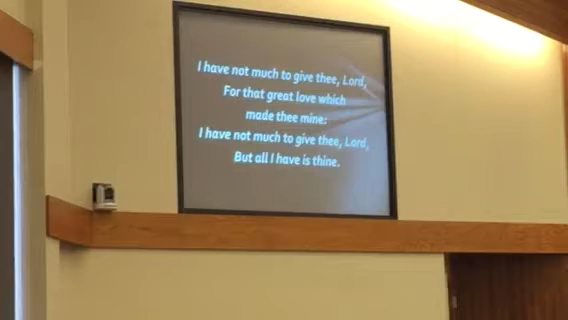 I have not much to give thee, Lord,
For that great love which
made thee mine:
I have not much to give thee, Lord,
But all I have is thine.